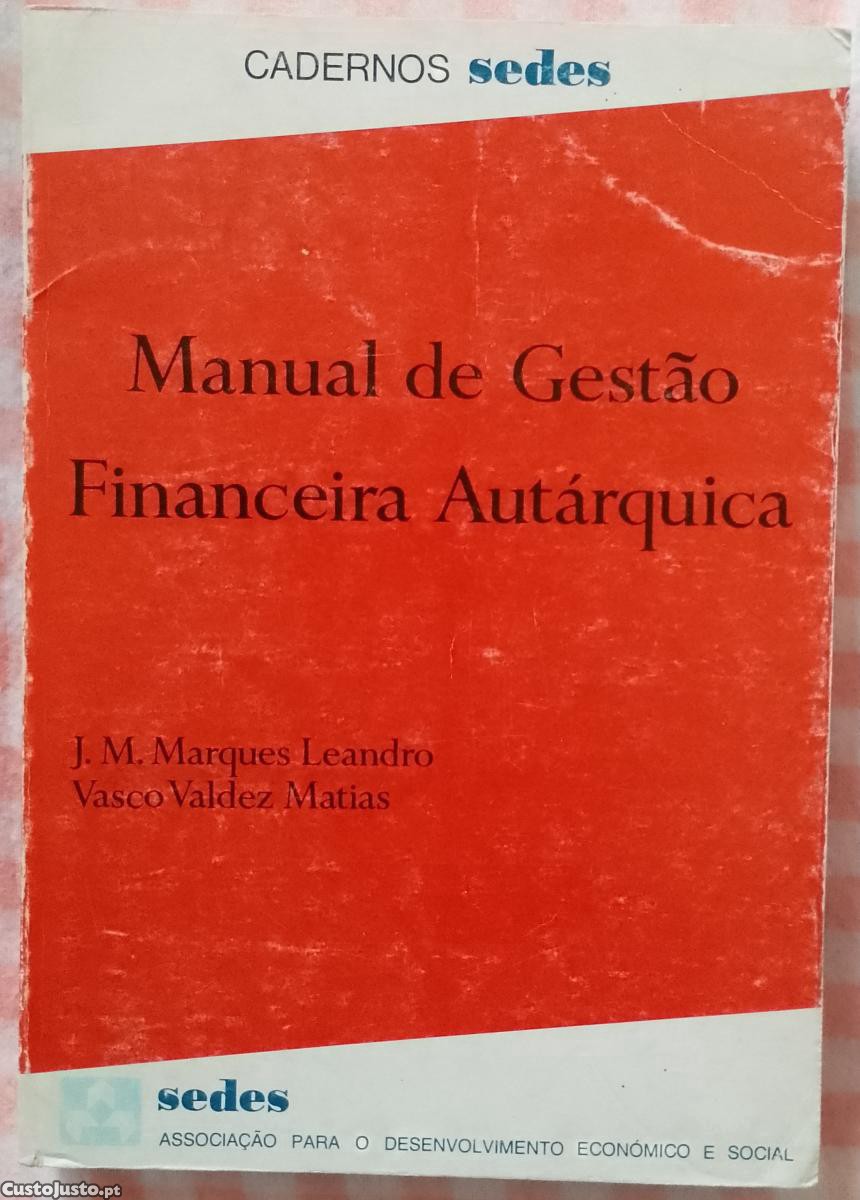 CADERNOS sedes
Manual de Gestão
Financeira Autárquica
J. M. Marques Leandro
Vasco Valdez Matias
sedes
ASSOCIAÇÃO PARA O DESENVOLVIMENTO ECONÓMICO E SOCIAL
CustoJusto.pt